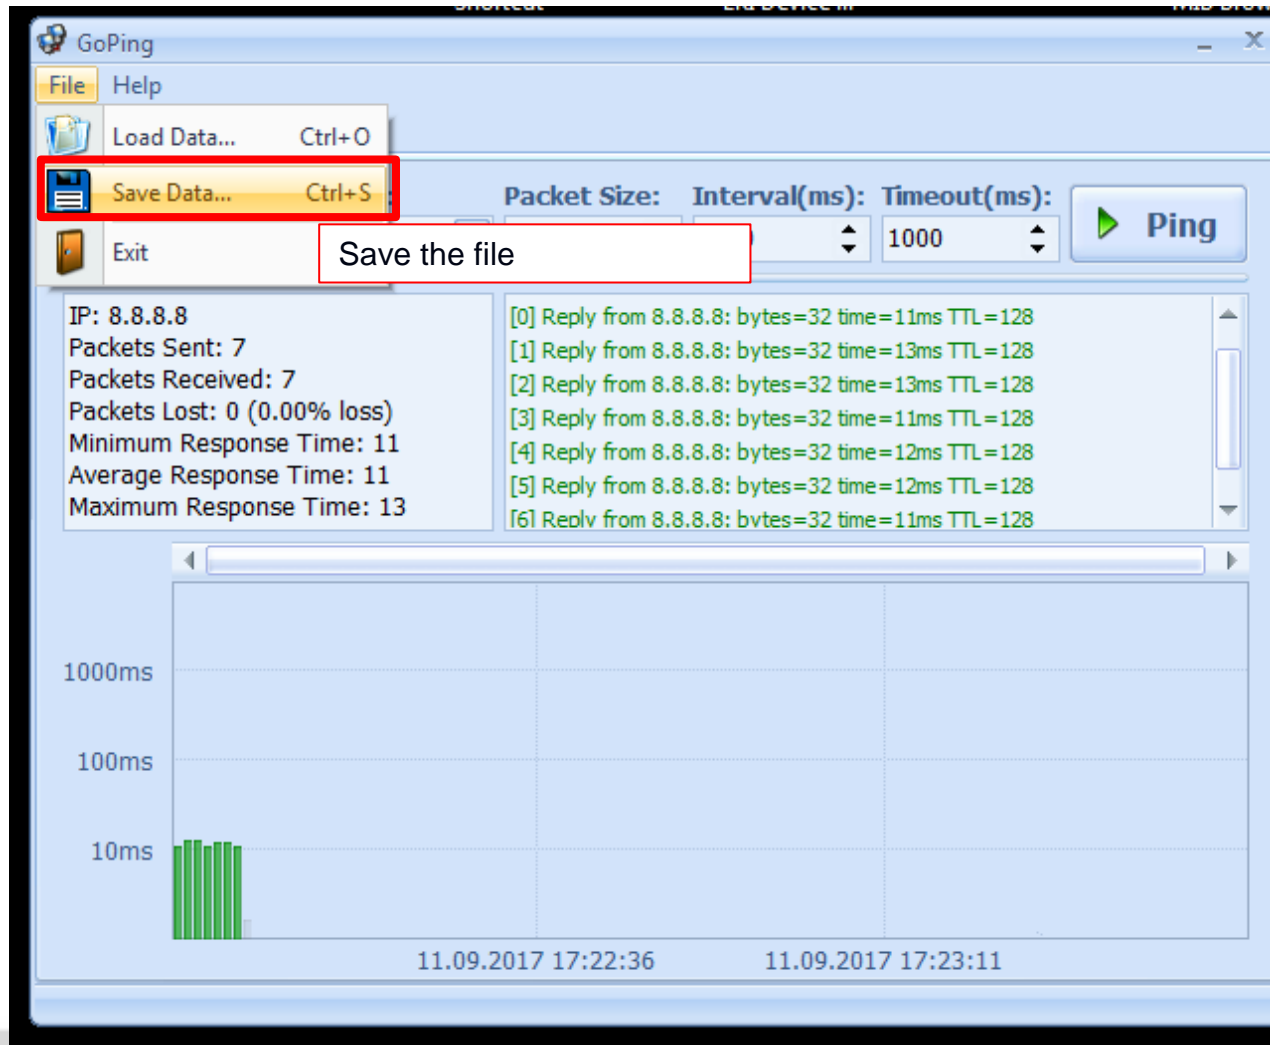 GoPing
File Help
Load Data... Ctrl+O
Save Data... Ctrl+S
Exit
Save the file
Packet Size: Interval(ms): Timeout(ms):
1000
Ping
IP: 8.8.8.8
Packets Sent: 7
Packets Received: 7
Packets Lost: 0 (0.00% loss)
Minimum Response Time: 11
Average Response Time: 11
Maximum Response Time: 13
[0] Reply from 8.8.8.8: bytes=32 time=11ms TTL=128
[1] Reply from 8.8.8.8: bytes=32 time=13ms TTL=128
[2] Reply from 8.8.8.8: bytes=32 time=13ms TTL=128
[3] Reply from 8.8.8.8: bytes=32 time=11ms TTL=128
[4] Reply from 8.8.8.8: bytes=32 time=12ms TTL=128
[5] Reply from 8.8.8.8: bytes=32 time=12ms TTL=128
[6] Reply from 8.8.8.8: bytes=32 time=11ms TTL=128
1000ms
100ms
10ms
11.09.2017 17:22:36 11.09.2017 17:23:11